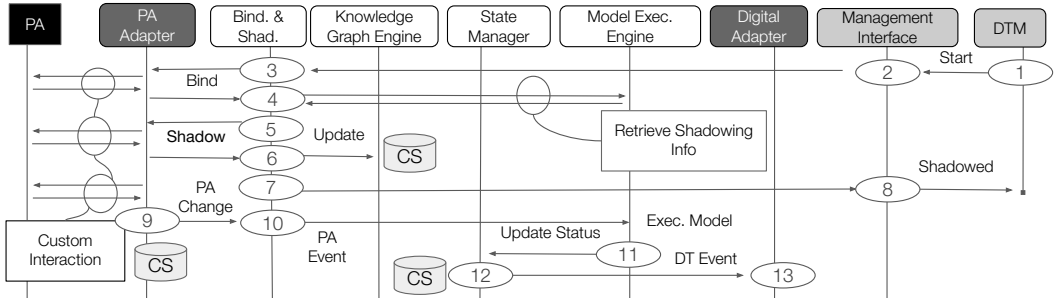 PA
PA
Adapter
Bind. &
Shad.
Knowledge
Graph Engine
State
Manager
Model Exec.
Engine
Digital
Adapter
Management
Interface
DTM
3
2
Start
1
Bind
4
5
Retrieve Shadowing
Info
Shadow
Update
CS
6
7
8
Shadowed
PA
Change
9
10
Custom
Interaction
CS
PA
Event
Exec. Model
Update Status
11
CS
12
DT Event
13